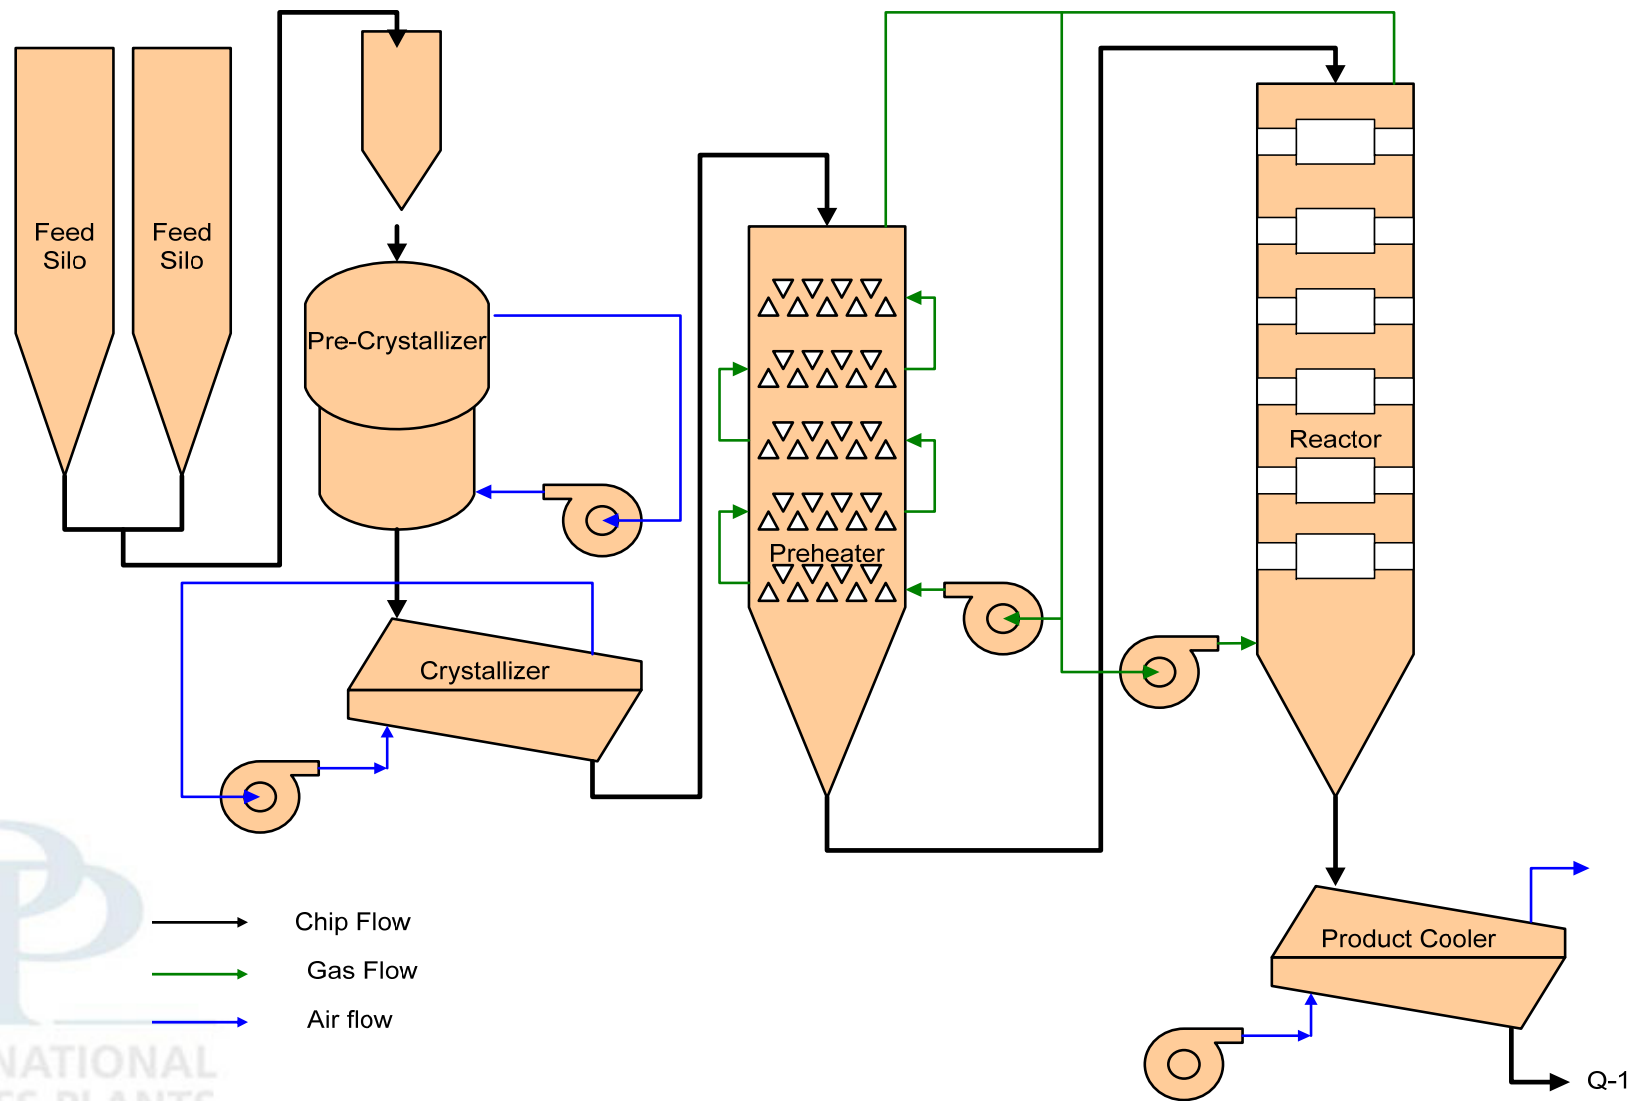 Feed
Silo
Feed
Silo
Pre-Crystallizer
Crystallizer
Preheater
Reactor
Product Cooler
Q-1
Chip Flow
Gas Flow
Air flow
NATIONAL